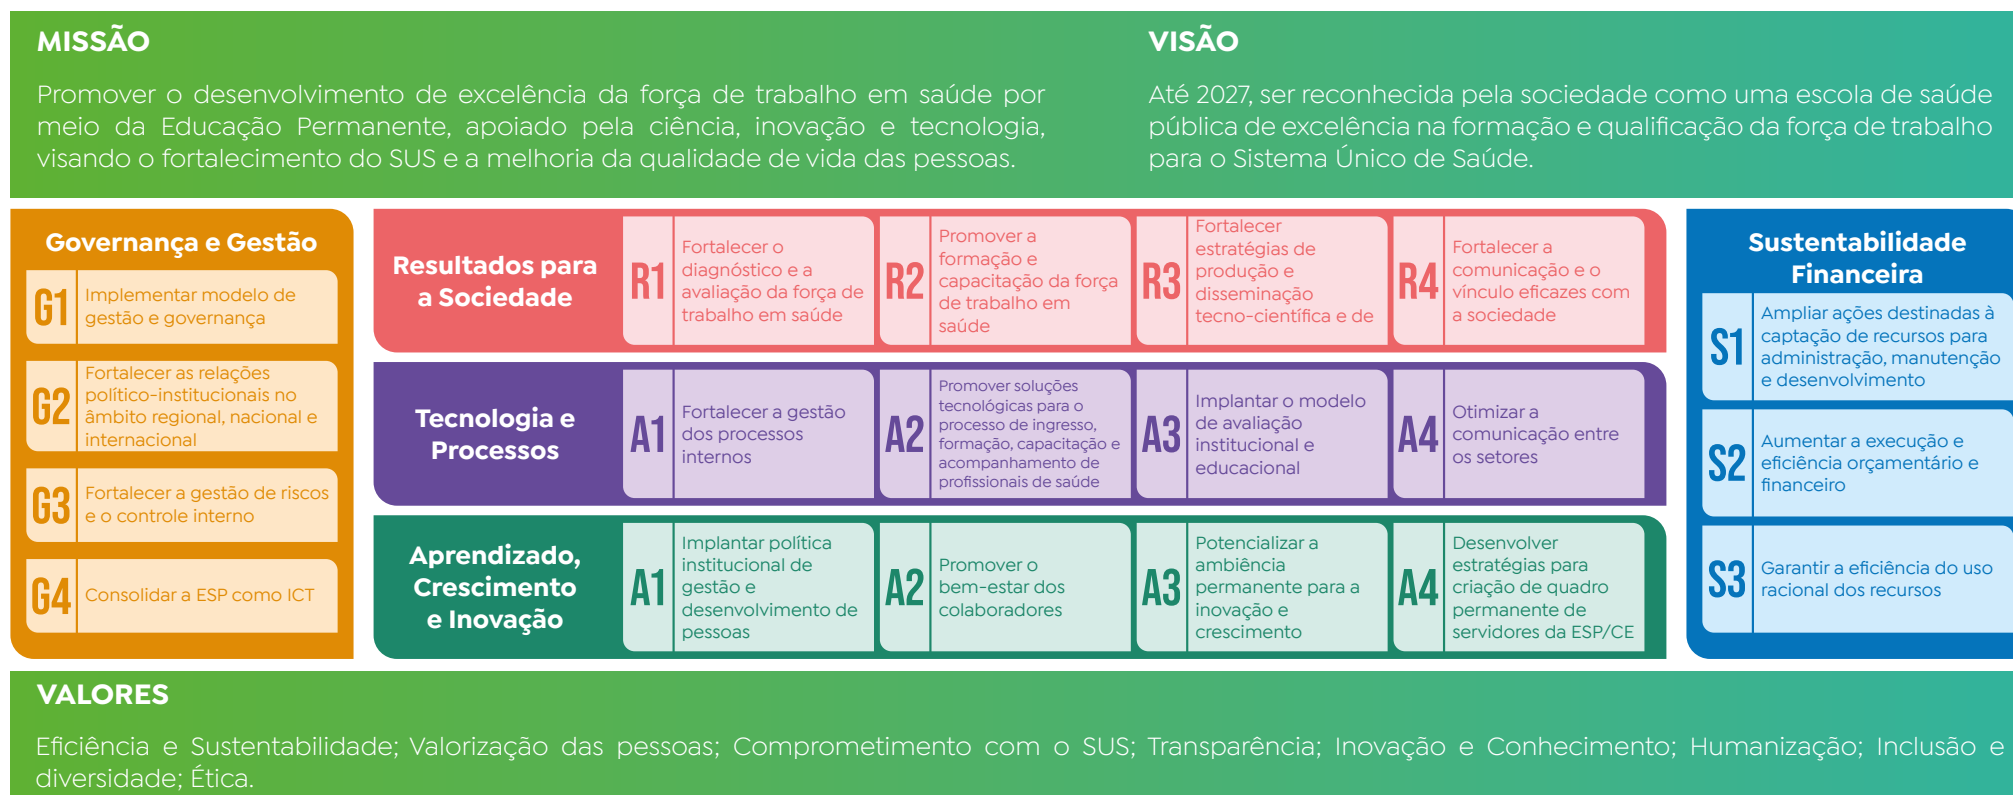 MISSÃO
Promover o desenvolvimento de excelência da força de trabalho em saúde por
meio da Educação Permanente, apoiado pela ciência, inovação e tecnologia,
visando o fortalecimento do SUS e a melhoria da qualidade de vida das pessoas.
VISÃO
Até 2027, ser reconhecida pela sociedade como uma escola de saúde
pública de excelência na formação e qualificação da força de trabalho
para o Sistema Único de Saúde.
Governança e Gestão
G1
Implementar modelo de
gestão e governança
G2
Fortalecer as relações
político-institucionais no
âmbito regional, nacional e
internacional
G3
Fortalecer a gestão de riscos
e o controle interno
G4
Consolidar a ESP como ICT
Resultados para
a Sociedade
R1
Fortalecer o
diagnóstico e a
avaliação da força de
trabalho em saúde
R2
Promover a
formação e
capacitação da força
de trabalho em
saúde
R3
Fortalecer
estratégias de
produção e
disseminação
tecno-científica e de
R4
Fortalecer a
comunicação e o
vínculo eficazes com
a sociedade
Tecnologia e
Processos
A1
Fortalecer a gestão
dos processos
internos
A2
Promover soluções
tecnológicas para o
processo de ingresso,
formação, capacitação e
acompanhamento de
profissionais de saúde
A3
Implantar o modelo
de avaliação
institucional e
educacional
A4
Otimizar a
comunicação entre
os setores
Aprendizado,
Crescimento
e Inovação
A1
Implantar política
institucional de
gestão e
desenvolvimento de
pessoas
A2
Promover o
bem-estar dos
colaboradores
A3
Potencializar a
ambiência
permanente para a
inovação e
crescimento
A4
Desenvolver
estratégias para
criação de quadro
permanente de
servidores da ESP/CE
Sustentabilidade
Financeira
S1
Ampliar ações destinadas à
captação de recursos para
administração, manutenção
e desenvolvimento
S2
Aumentar a execução e
eficiência orçamentário e
financeiro
S3
Garantir a eficiência do uso
racional dos recursos
VALORES
Eficiência e Sustentabilidade; Valorização das pessoas; Comprometimento com o SUS; Transparência; Inovação e Conhecimento; Humanização; Inclusão e
diversidade; Ética.